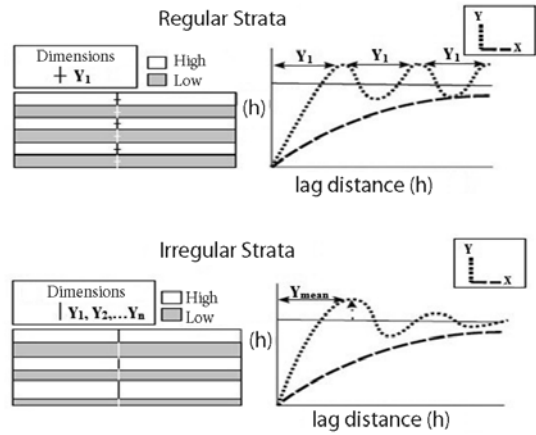 Regular Strata
Dimensions
Y1
High
Low
(h)
Y1 Y1 Y1
Y
X
lag distance (h)
Irregular Strata
Dimensions
Y1, Y2,...Yn
High
Low
(h)
Ymean
Y
X
lag distance (h)